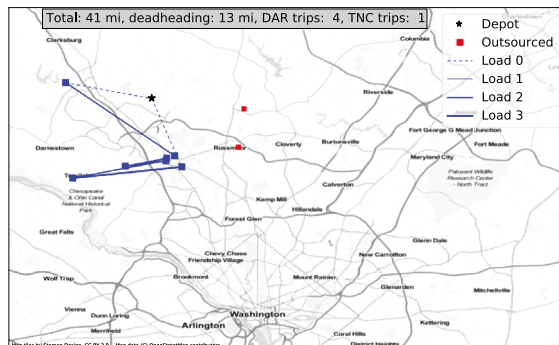 Total: 41 mi, deadheading: 13 mi, DAR trips: 4, TNC trips: 1
Depot
Outsourced
Load 0
Load 1
Load 2
Load 3
Clarksburg
Columbia
Riverside
Fort George G Mead Junction
Fort Meade
Darnestown
Cloverly
Burtonsville
Maryland City
Patuxent Wildlife
Research Center
- North Tract
Calverton
Chesapeake
& Ohio Canal
National Historical
Park
Kemp Mill
Hillandale
Forest Glen
Great Falls
Glenn Dale
Chevy Chase
Friendship Village
New Carrollton
Wolf Trap
Brookmont
Mount Rainier
Glenarden
Mitchellville
Vienna
Dunn Loring
Washington
Merrifield
Arlington
Kettering
Coral Hills
District Heights